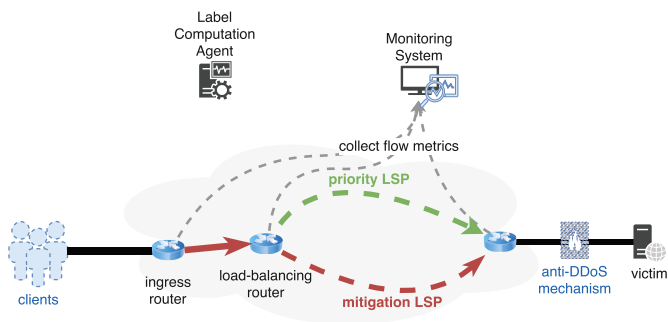 Label
Computation
Agent
Monitoring
System
collect flow metrics
priority LSP
clients
ingress
router
load-balancing
router
mitigation LSP
anti-DDoS
mechanism
victim